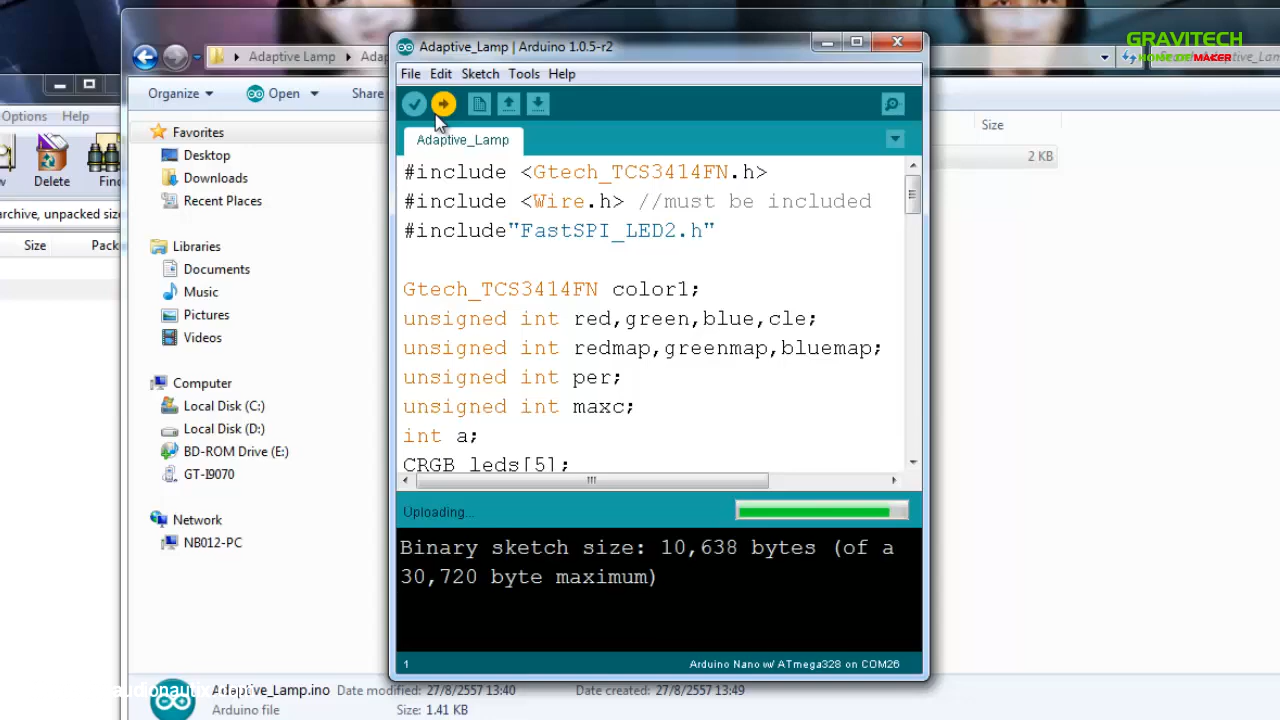 GRAVITECH
HOME OF MAKER
Adaptive_Lamp | Arduino 1.0.5-r2
Adaptive Lamp
Adap
File Edit Sketch Tools Help
Organize
Open
Share
Options Help
Delete
Fin
archive, unpacked size
Size Pack
Favorites
Desktop
Downloads
Recent Places
Libraries
Documents
Music
Pictures
Videos
Computer
Local Disk (C:)
Local Disk (D:)
BD-ROM Drive (E:)
GT-I9070
Network
NB012-PC
Adaptive_Lamp
#include <Gtech_TCS3414FN.h>
#include <Wire.h> //must be included
#include"FastSPI_LED2.h"
Gtech_TCS3414FN color1;
unsigned int red,green,blue,cle;
unsigned int redmap,greenmap,bluemap;
unsigned int per;
unsigned int maxc;
int a;
CRGB leds[5];
Uploading...
Binary sketch size: 10,638 bytes (of a
30,720 byte maximum)
1
Arduino Nano w/ ATmega328 on COM26
Size
2 KB
Adaptive_Lamp.ino Date modified: 27/8/2557 13:40 Date created: 27/8/2557 13:49
Arduino file Size: 1.41 KB